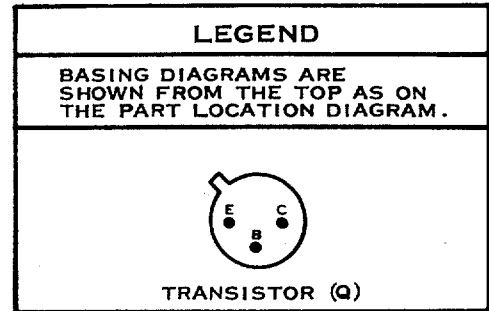 LEGEND
BASING DIAGRAMS ARE
SHOWN FROM THE TOP AS ON
THE PART LOCATION DIAGRAM.
E C
B
TRANSISTOR (Q)